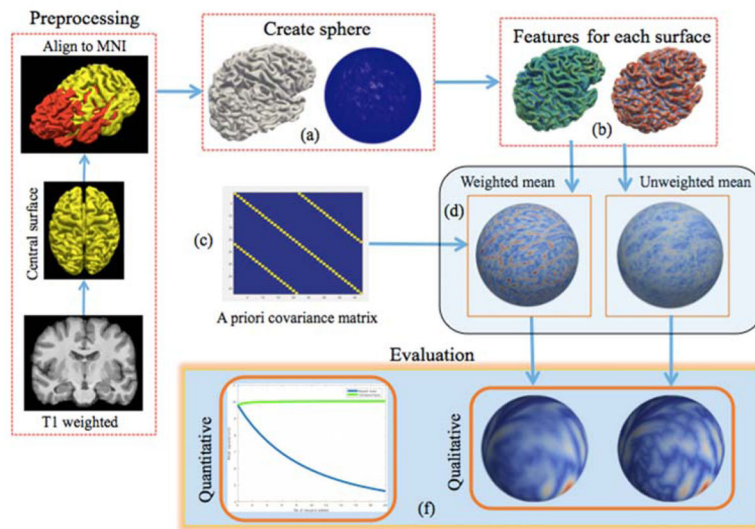 Preprocessing
Align to MNI
Central surface
T1 weighted
Create sphere
(a)
Features for each surface
(b)
(c)
A priori covariance matrix
Weighted mean
Unweighted mean
(d)
Evaluation
Quantitative
Qualitative
(f)